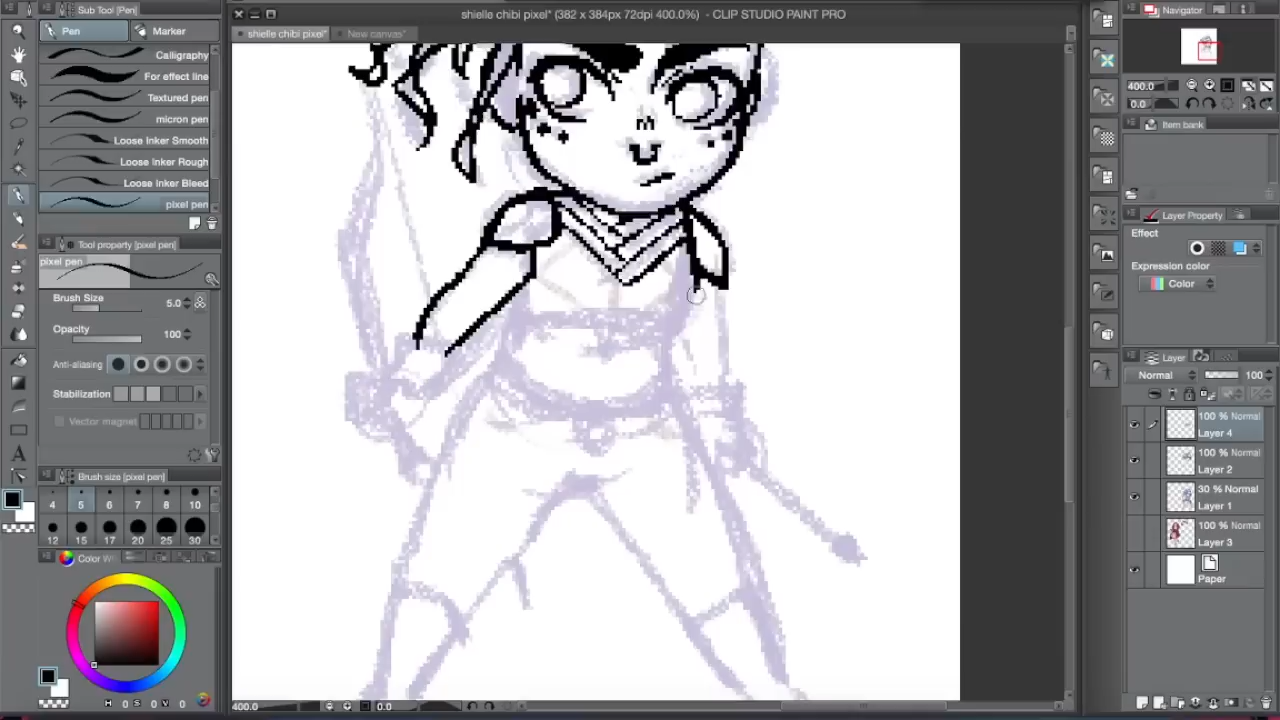 Sub Tool [Pen]
Pen
Marker
Calligraphy
For effect line
Textured pen
micron pen
Loose Inker Smooth
Loose Inker Rough
Loose Inker Bleed
pixel pen
Tool property [pixel pen]
pixel pen
Brush Size 5.0
Opacity 100
Anti-aliasing
Stabilization
Vector magnet
Brush size [pixel pen]
4 5 6 7 8 10
12 15 17 20 25 30
H 0 S 0 V 0
shielle chibi pixel* (382 x 384px 72dpi 400.0%) - CLIP STUDIO PAINT PRO
shielle chibi pixel*
New canvas*
400.0
0.0
Navigator
400.0
0.0
Item bank
Layer Property
Effect
Expression color
Color
Layer
Normal 100
100 % Normal
Layer 4
100 % Normal
Layer 2
30 % Normal
Layer 1
100 % Normal
Layer 3
Paper